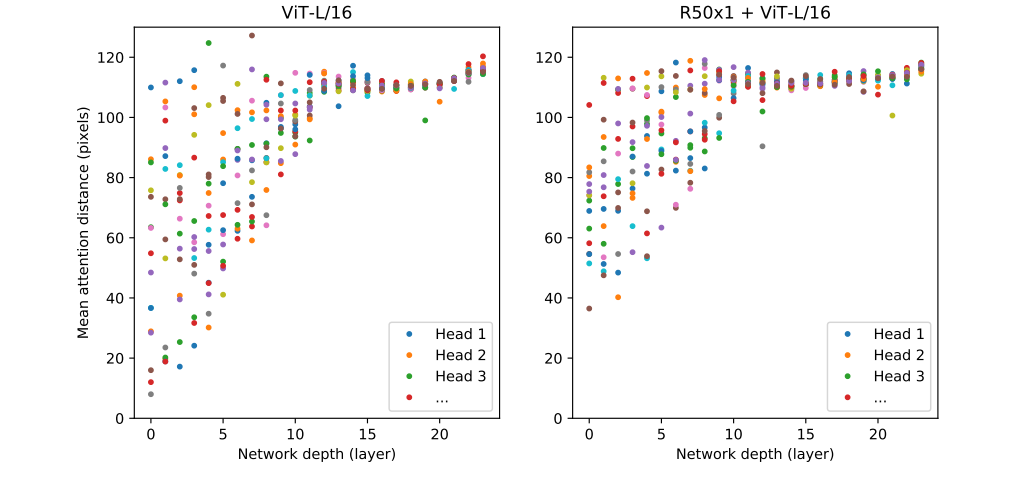 ViT-L/16
R50x1 + ViT-L/16
Mean attention distance (pixels)
120
100
80
60
40
20
0
0 5 10 15 20
Network depth (layer)
Head 1
Head 2
Head 3
...
120
100
80
60
40
20
0
0 5 10 15 20
Network depth (layer)
Head 1
Head 2
Head 3
...